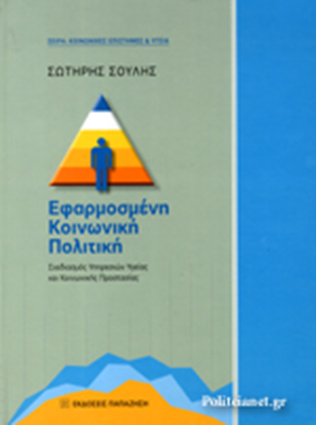 ΣΕΙΡΑ: ΚΟΙΝΩΝΙΚΕΣ ΕΠΙΣΤΗΜΕΣ & ΥΓΕΙΑ
ΣΩΤΗΡΗΣ ΣΟΥΛΗΣ
Εφαρμοσμένη
Κοινωνική
Πολιτική
Σχεδιασμός Υπηρεσιών Υγείας
και Κοινωνικής Προστασίας
ΕΚΔΟΣΕΙΣ ΠΑΠΑΖΗΣΗ
Politeianet.gr